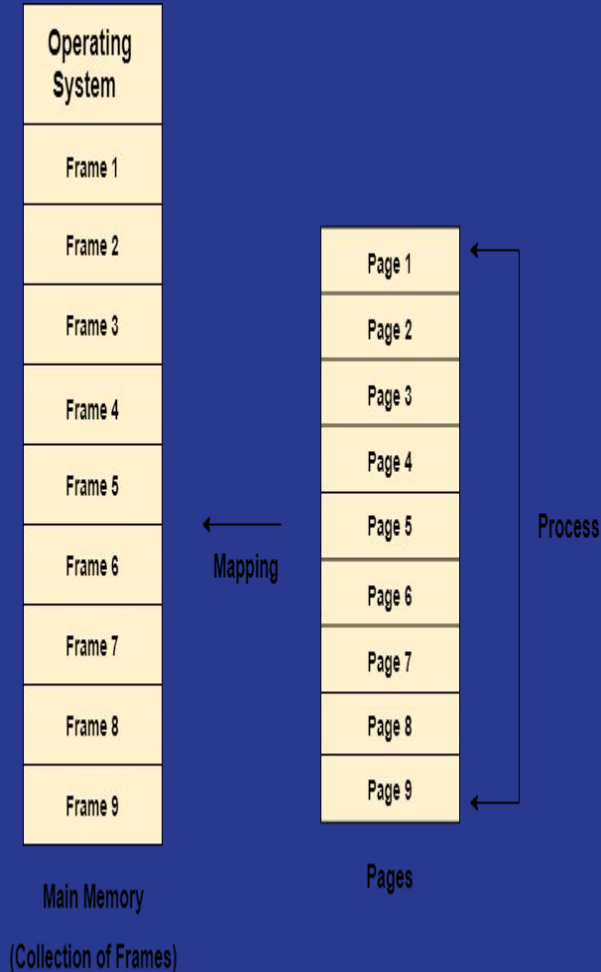 Operating
System
Frame 1
Frame 2
Frame 3
Frame 4
Frame 5
Frame 6
Frame 7
Frame 8
Frame 9
Main Memory
(Collection of Frames)
Mapping
Page 1
Page 2
Page 3
Page 4
Page 5
Page 6
Page 7
Page 8
Page 9
Pages
Process